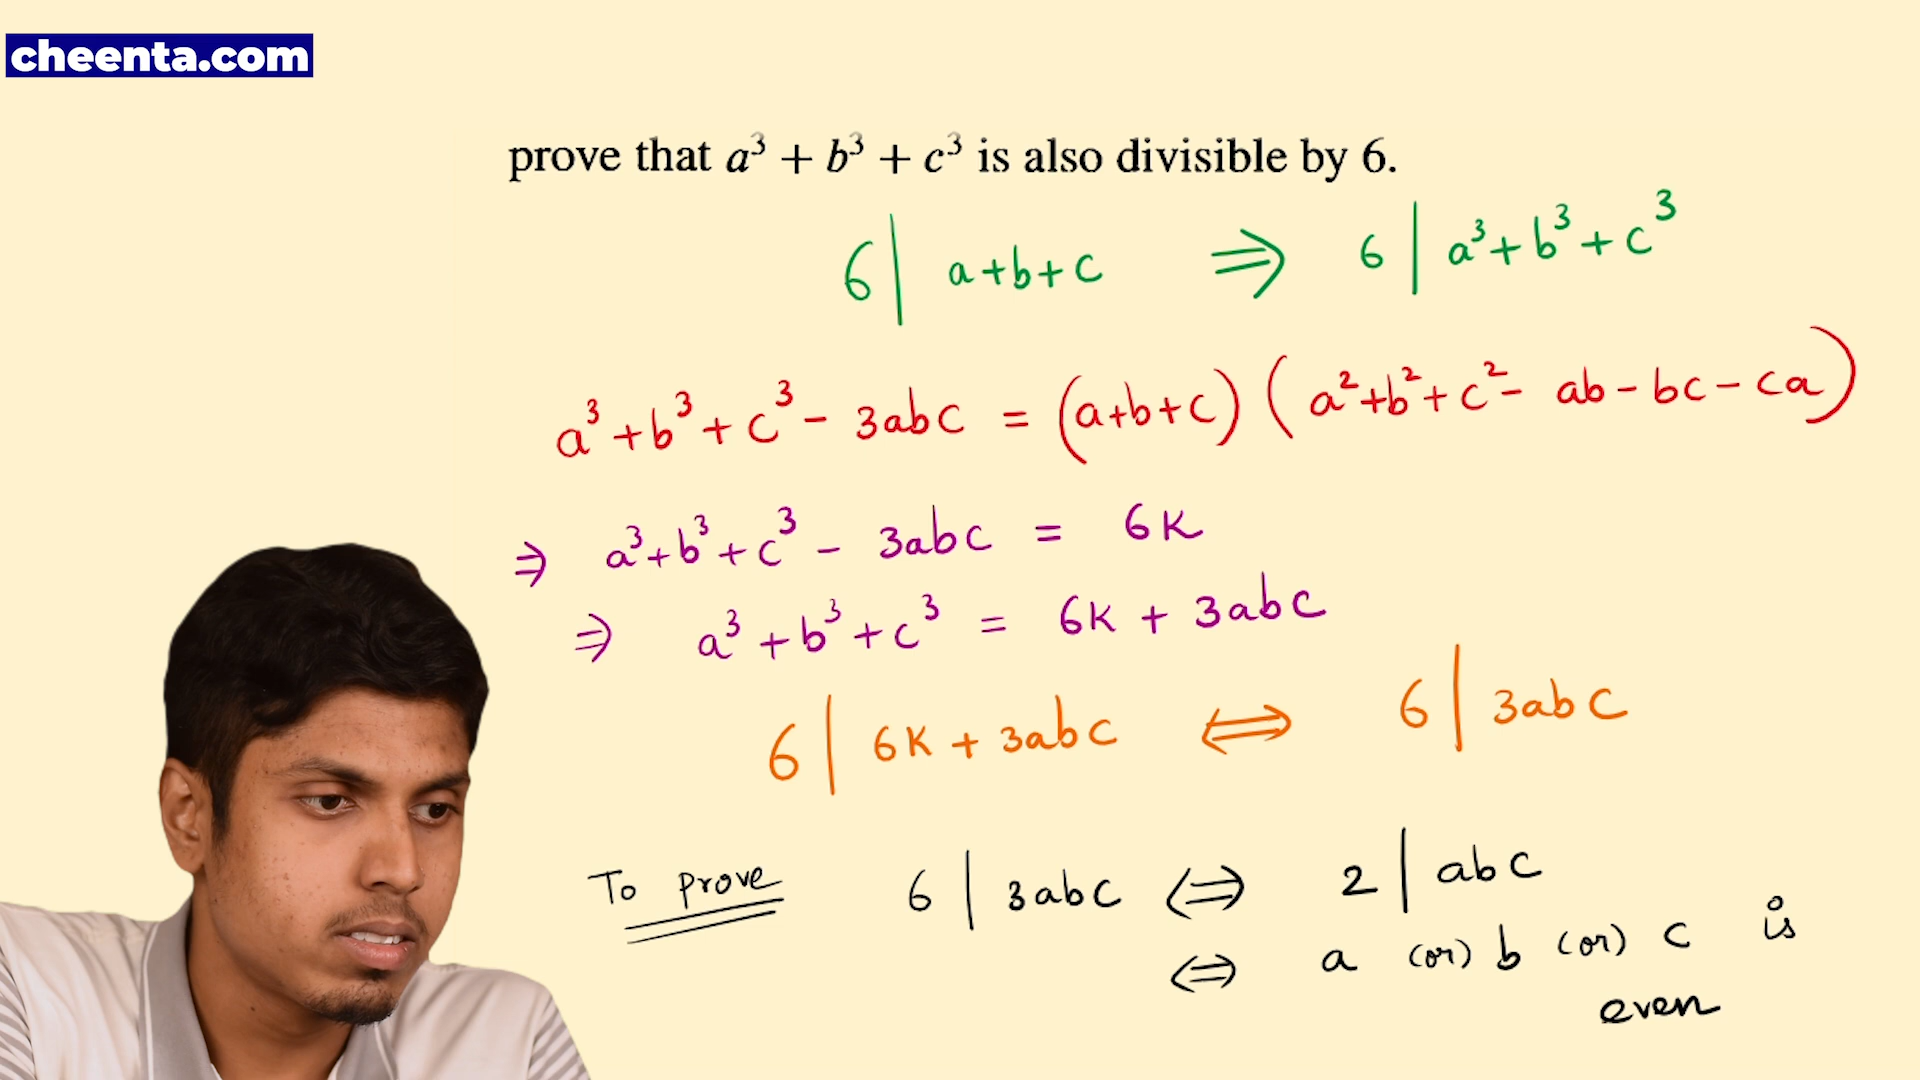 cheenta.com
prove that a³ + b³ + c³ is also divisible by 6.
6 | a+b+c ⇒ 6 | a³+b³+c³
a³+b³+c³ - 3abc = (a+b+c) (a²+b²+c² - ab - bc - ca)
⇒ a³+b³+c³ - 3abc = 6k
⇒ a³+b³+c³ = 6k + 3abc
6 | 6k + 3abc ⇔ 6 | 3abc
To prove 6 | 3abc ⇔ 2 | abc
⇔ a (or) b (or) c is
even